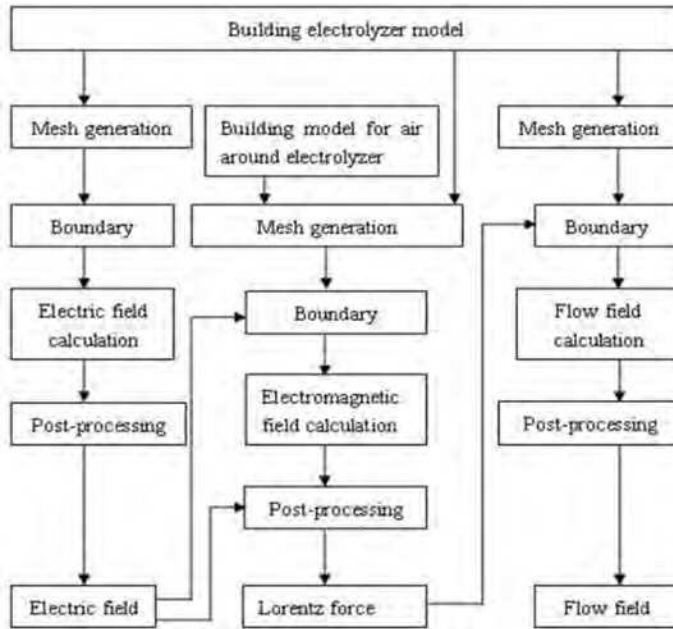 Building electrolyzer model
Mesh generation
Building model for air
around electrolyzer
Mesh generation
Boundary
Mesh generation
Boundary
Electric field
calculation
Boundary
Flow field
calculation
Electromagnetic
field calculation
Post-processing
Post-processing
Post-processing
Electric field
Lorentz force
Flow field